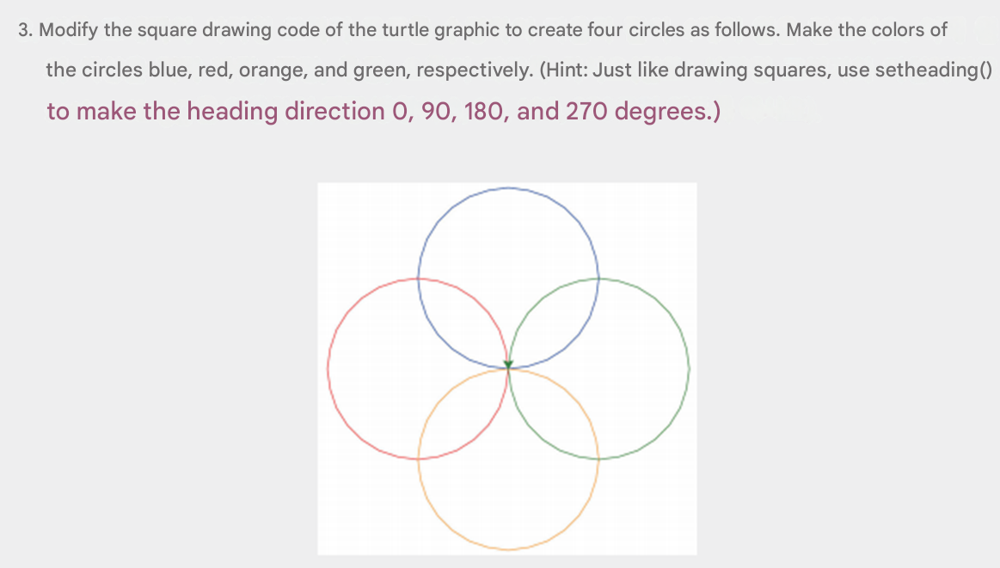 3. Modify the square drawing code of the turtle graphic to create four circles as follows. Make the colors of
the circles blue, red, orange, and green, respectively. (Hint: Just like drawing squares, use setheading()
to make the heading direction 0, 90, 180, and 270 degrees.)